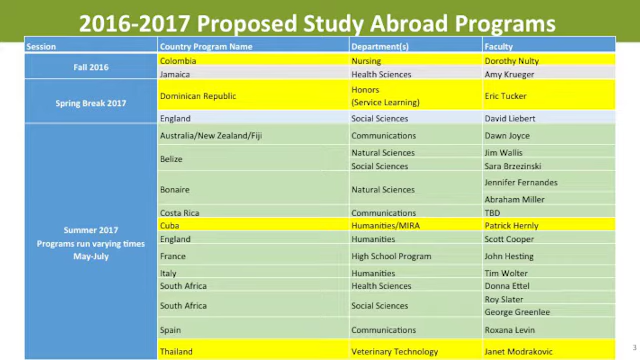 2016-2017 Proposed Study Abroad Programs
Session Country Program Name Department(s) Faculty
Fall 2016 Colombia Nursing Dorothy Nulty
Jamaica Health Sciences Amy Krueger
Spring Break 2017 Dominican Republic Honors (Service Learning) Eric Tucker
England Social Sciences David Liebert
Summer 2017 Programs run varying times May-July
Australia/New Zealand/Fiji Communications Dawn Joyce
Belize Natural Sciences Jim Wallis
Social Sciences Sara Brzezinski
Bonaire Natural Sciences Jennifer Fernandes
Abraham Miller
Costa Rica Communications TBD
Cuba Humanities/MIRA Patrick Hernly
England Humanities Scott Cooper
France High School Program John Hesting
Italy Humanities Tim Wolter
South Africa Health Sciences Donna Ettel
South Africa Social Sciences Roy Slater
George Greenlee
Spain Communications Roxana Levin
Thailand Veterinary Technology Janet Modrakovic
3